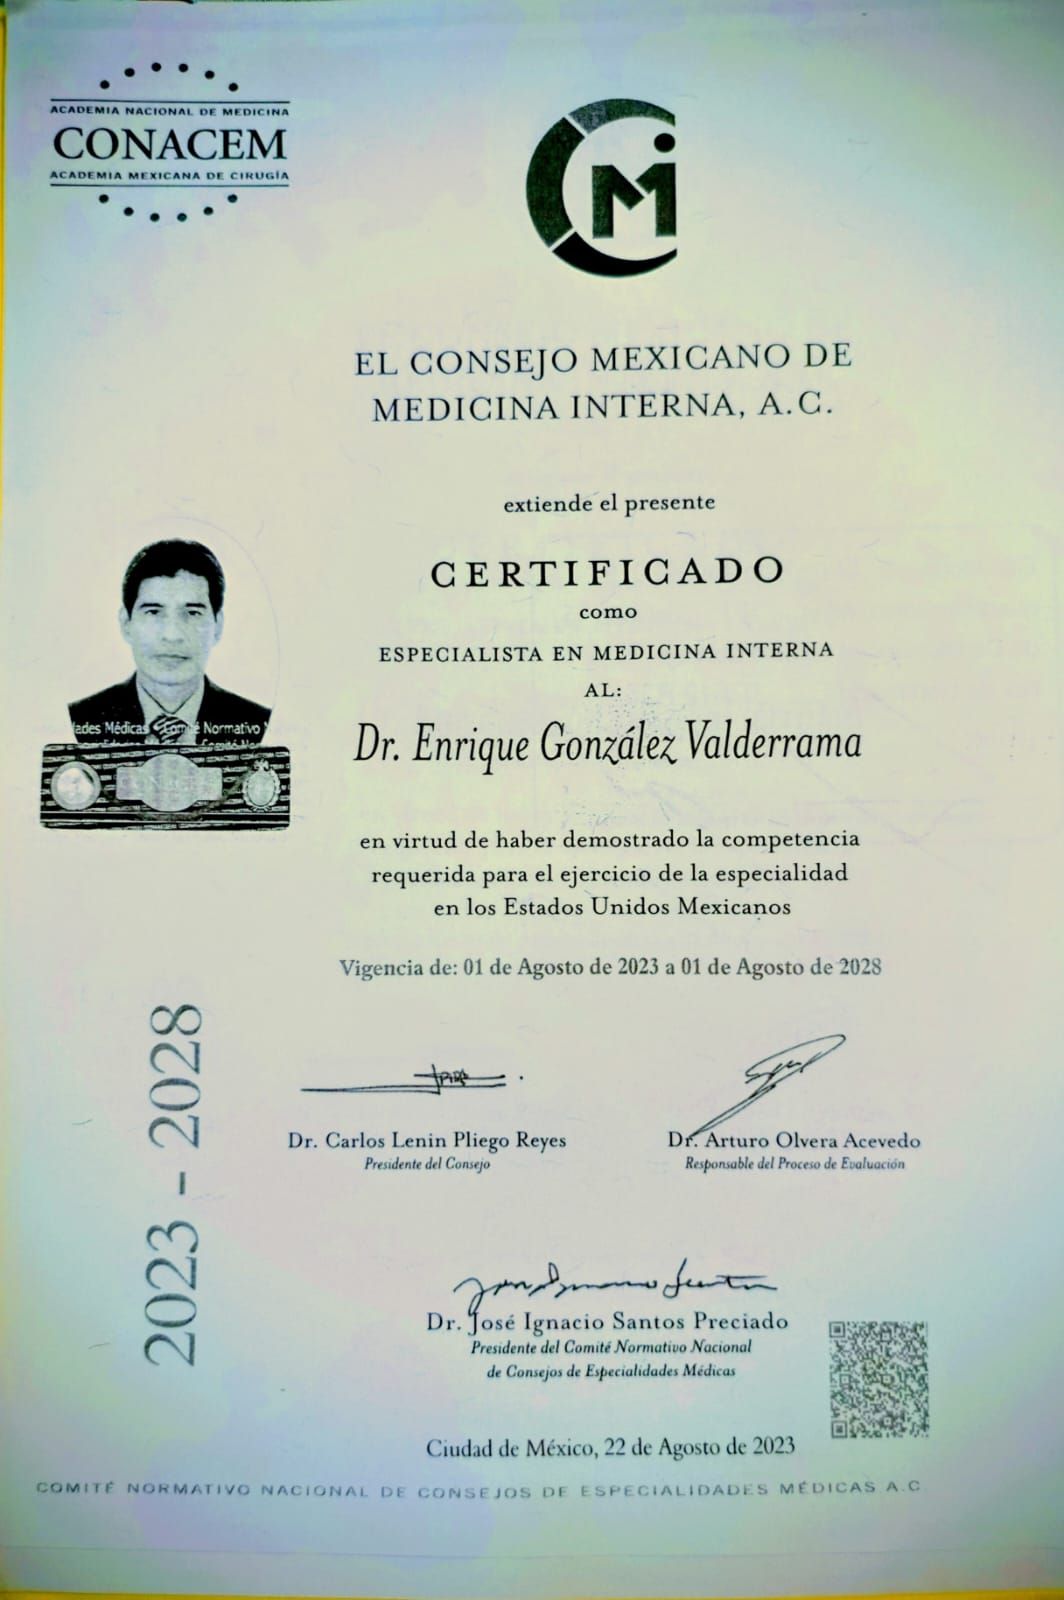 ACADEMIA NACIONAL DE MEDICINA
CONACEM
ACADEMIA MEXICANA DE CIRUGÍA
CMi
EL CONSEJO MEXICANO DE
MEDICINA INTERNA, A.C.
extiende el presente
CERTIFICADO
como
ESPECIALISTA EN MEDICINA INTERNA
AL:
Dr. Enrique González Valderrama
ades Médicas Comité Normativo
en virtud de haber demostrado la competencia
requerida para el ejercicio de la especialidad
en los Estados Unidos Mexicanos
Vigencia de: 01 de Agosto de 2023 a 01 de Agosto de 2028
2023 - 2028
Dr. Carlos Lenin Pliego Reyes
Presidente del Consejo
Dr. Arturo Olvera Acevedo
Responsable del Proceso de Evaluación
Dr. José Ignacio Santos Preciado
Presidente del Comité Normativo Nacional
de Consejos de Especialidades Médicas
Ciudad de México, 22 de Agosto de 2023
COMITÉ NORMATIVO NACIONAL DE CONSEJOS DE ESPECIALIDADES MÉDICAS A.C.